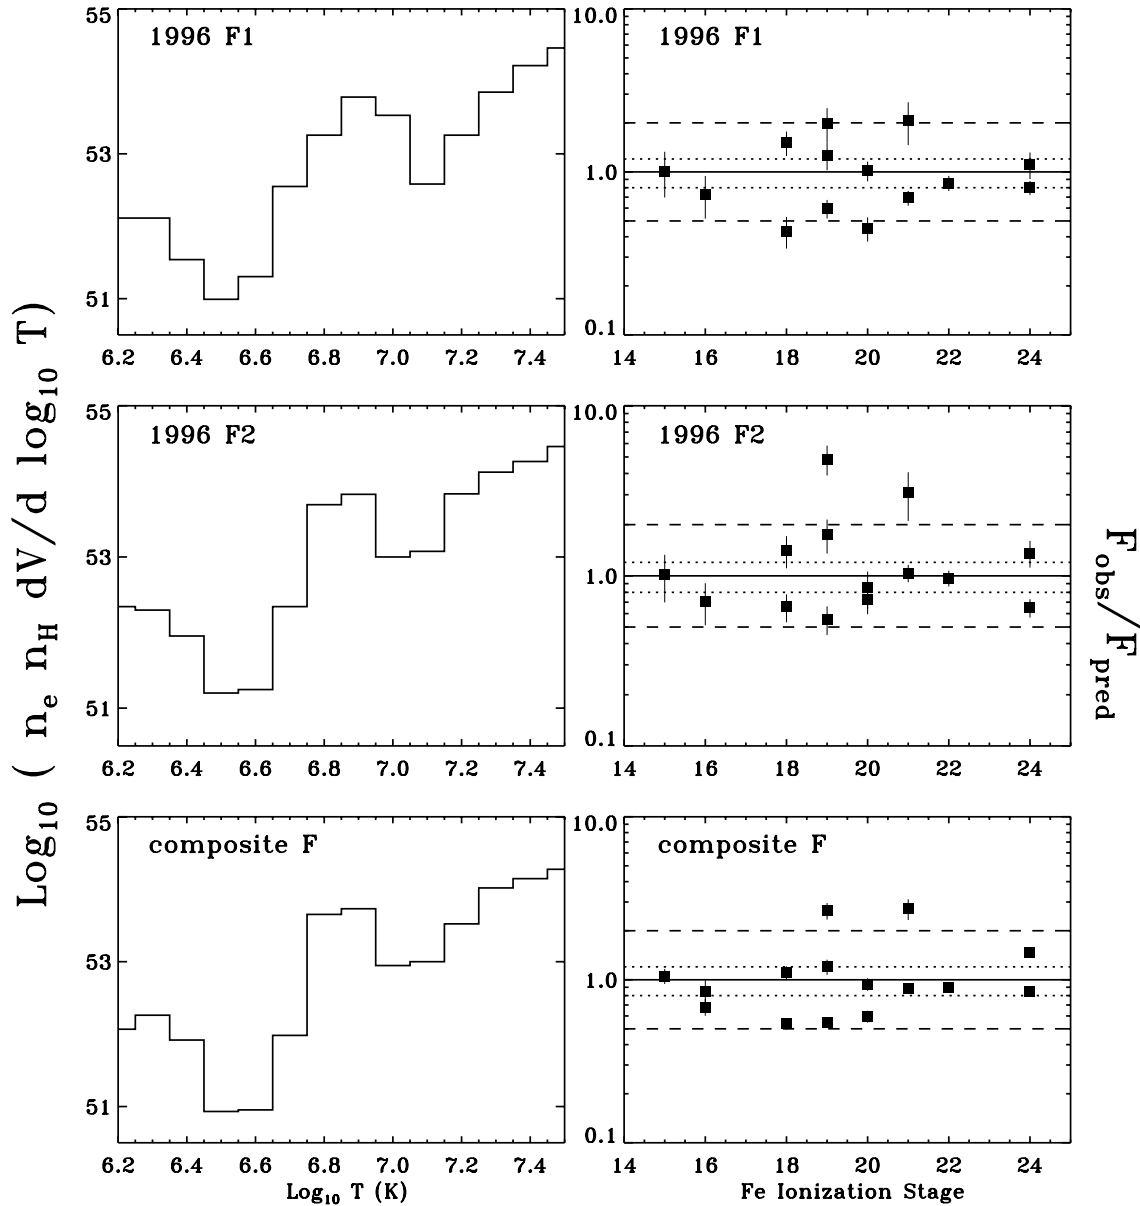 Log10 ( ne nH dV/d log10 T)
55
53
51
1996 F1
6.2 6.4 6.6 6.8 7.0 7.2 7.4
10.0
1.0
0.1
1996 F1
14 16 18 20 22 24
55
53
51
1996 F2
6.2 6.4 6.6 6.8 7.0 7.2 7.4
10.0
1.0
0.1
1996 F2
14 16 18 20 22 24
55
53
51
composite F
6.2 6.4 6.6 6.8 7.0 7.2 7.4
Log10 T (K)
10.0
1.0
0.1
composite F
14 16 18 20 22 24
Fe Ionization Stage
Fobs/Fpred